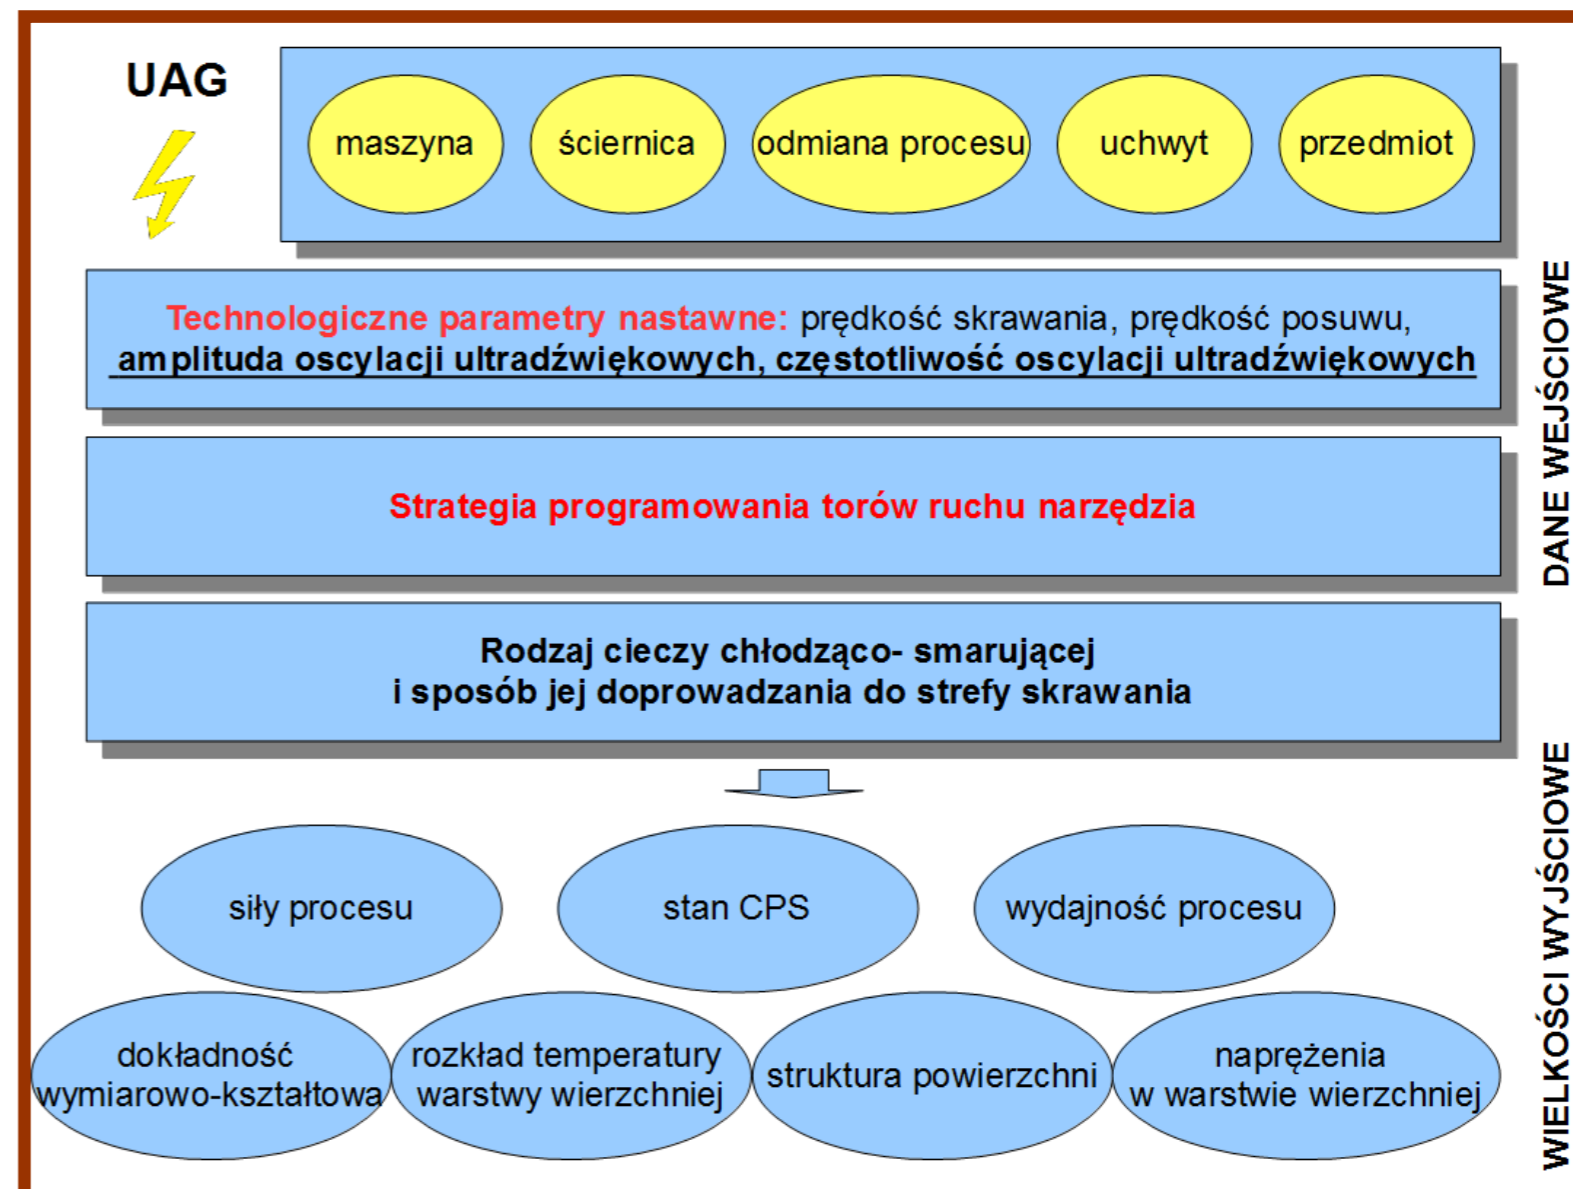 UAG
maszyna
ściernica
odmiana procesu
uchwyt
przedmiot
Technologiczne parametry nastawne: prędkość skrawania, prędkość posuwu,
amplituda oscylacji ultradźwiękowych, częstotliwość oscylacji ultradźwiękowych
Strategia programowania torów ruchu narzędzia
Rodzaj cieczy chłodząco- smarującej
i sposób jej doprowadzania do strefy skrawania
DANE WEJŚCIOWE
siły procesu
stan CPS
wydajność procesu
dokładność
wymiarowo-kształtowa
rozkład temperatury
warstwy wierzchniej
struktura powierzchni
naprężenia
w warstwie wierzchniej
WIELKOŚCI WYJŚCIOWE